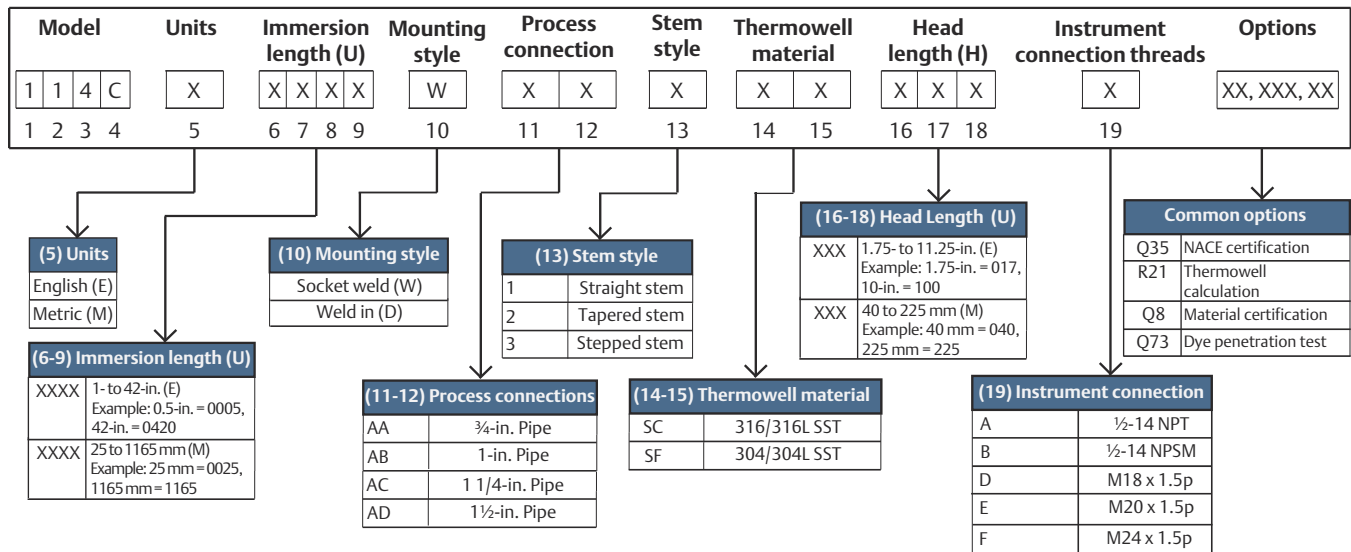 Model Units Immersion length (U) Mounting style Process connection Stem style Thermowell material Head length (H) Instrument connection threads Options
1 1 4 C X X X X X W X X X X X X X X X XX, XXX, XX
1 2 3 4 5 6 7 8 9 10 11 12 13 14 15 16 17 18 19
(5) Units
English (E)
Metric (M)
(6-9) Immersion length (U)
XXXX 1- to 42-in. (E)
Example: 0.5-in. = 0005,
42-in. = 0420
XXXX 25 to 1165 mm (M)
Example: 25 mm = 0025,
1165 mm = 1165
(10) Mounting style
Socket weld (W)
Weld in (D)
(11-12) Process connections
AA ¾-in. Pipe
AB 1-in. Pipe
AC 1 1/4-in. Pipe
AD 1½-in. Pipe
(13) Stem style
1 Straight stem
2 Tapered stem
3 Stepped stem
(14-15) Thermowell material
SC 316/316L SST
SF 304/304L SST
(16-18) Head Length (U)
XXX 1.75- to 11.25-in. (E)
Example: 1.75-in. = 017,
10-in. = 100
XXX 40 to 225 mm (M)
Example: 40 mm = 040,
225 mm = 225
(19) Instrument connection
A ½-14 NPT
B ½-14 NPSM
D M18 x 1.5p
E M20 x 1.5p
F M24 x 1.5p
Common options
Q35 NACE certification
R21 Thermowell
calculation
Q8 Material certification
Q73 Dye penetration test